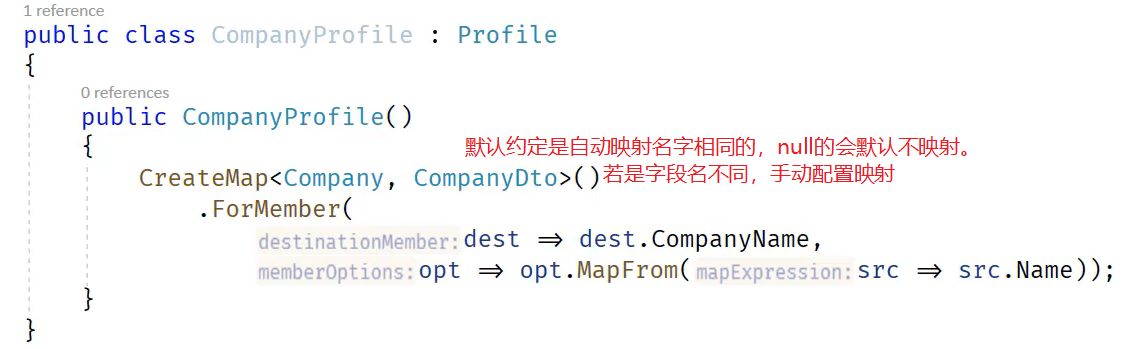 1 reference
public class CompanyProfile : Profile
{
0 references
public CompanyProfile()
{
默认约定是自动映射名字相同的，null的会默认不映射。
CreateMap<Company, CompanyDto>()若是字段名不同，手动配置映射
.ForMember(
destinationMember:dest => dest.CompanyName,
memberOptions:opt => opt.MapFrom(mapExpression:src => src.Name));
}
}